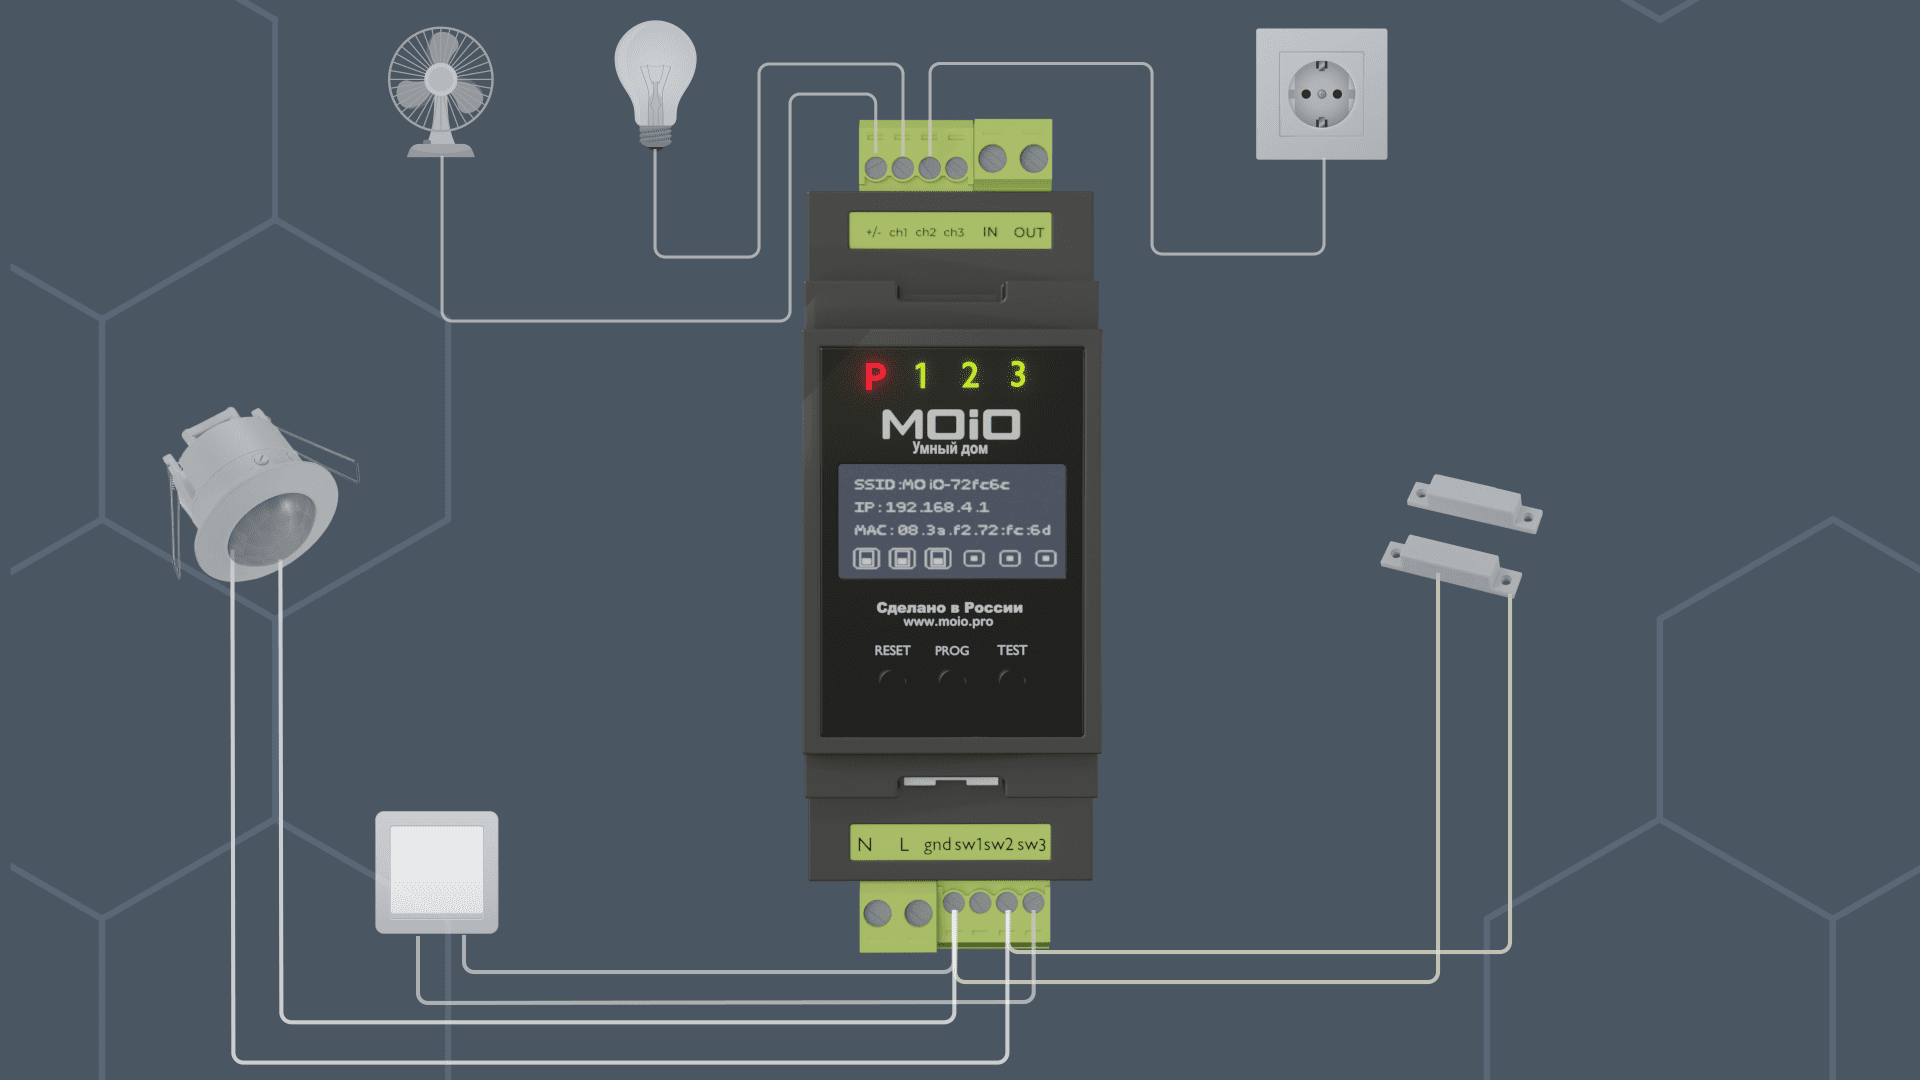 +/- ch1 ch2 ch3 IN OUT
P 1 2 3
MOiO
Умный дом
SSID:MOiO-72fc6c
IP:192.168.4.1
MAC:08.3a.f2.72:fc:6d
Сделано в России
www.moio.pro
RESET PROG TEST
N L gnd sw1 sw2 sw3